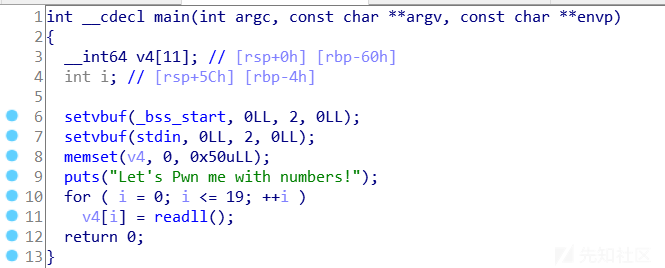 1 int __cdecl main(int argc, const char **argv, const char **envp)
2 {
3   __int64 v4[11]; // [rsp+0h] [rbp-60h]
4   int i; // [rsp+5Ch] [rbp-4h]
5
6   setvbuf(_bss_start, 0LL, 2, 0LL);
7   setvbuf(stdin, 0LL, 2, 0LL);
8   memset(v4, 0, 0x50uLL);
9   puts("Let's Pwn me with numbers!");
10   for ( i = 0; i <= 19; ++i )
11     v4[i] = readll();
12   return 0;
13 }
先知社区